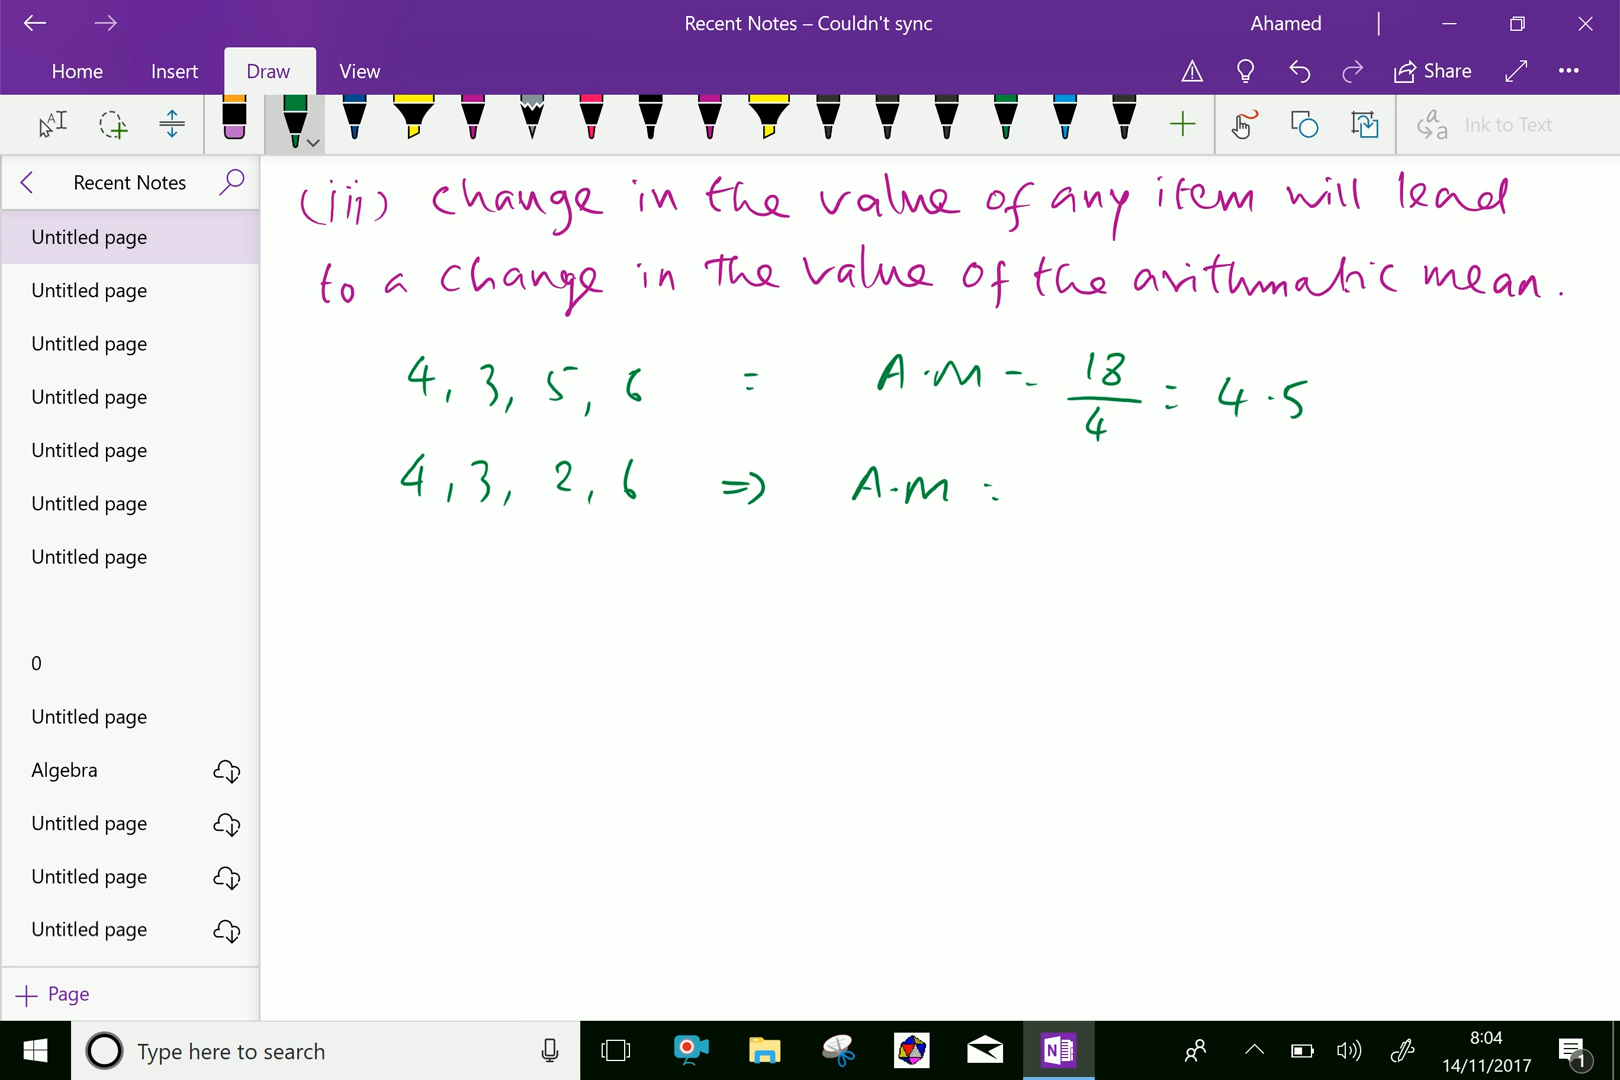 Recent Notes – Couldn't sync
Ahamed
Home
Insert
Draw
View
Share
Ink to Text
Recent Notes
Untitled page
Untitled page
Untitled page
Untitled page
Untitled page
Untitled page
Untitled page
0
Untitled page
Algebra
Untitled page
Untitled page
Untitled page
+ Page
(iii) change in the value of any item will lead
to a change in the value of the arithmatic mean.
4, 3, 5, 6 = A.M = 18/4 = 4.5
4, 3, 2, 6 ⇒ A.M =
Type here to search
8:04
14/11/2017
1